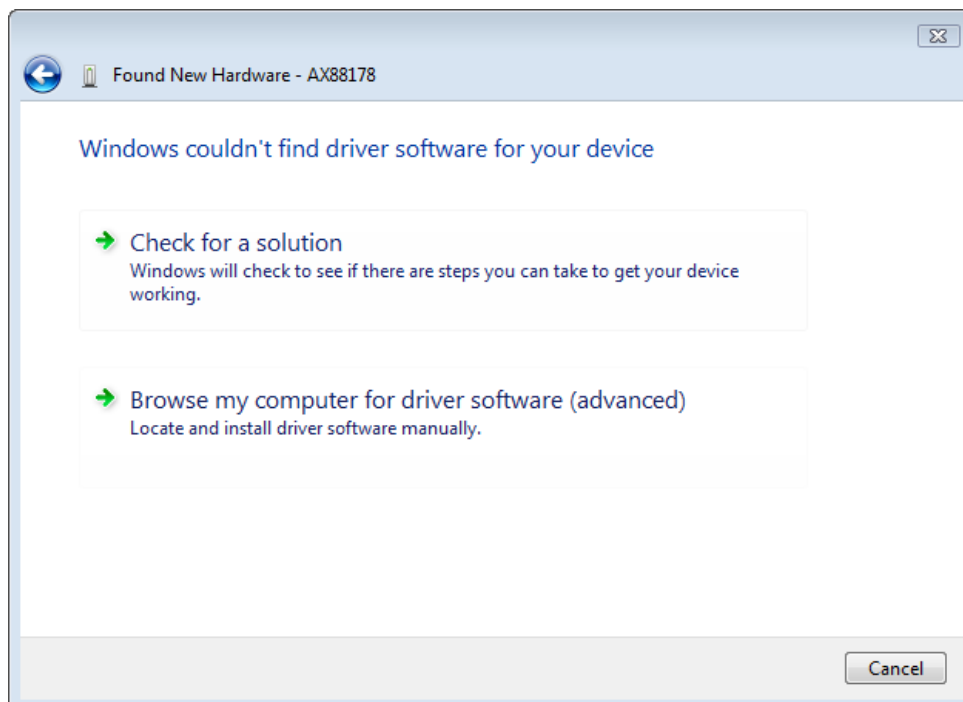 Found New Hardware - AX88178
Windows couldn't find driver software for your device
Check for a solution
Windows will check to see if there are steps you can take to get your device
working.
Browse my computer for driver software (advanced)
Locate and install driver software manually.
Cancel